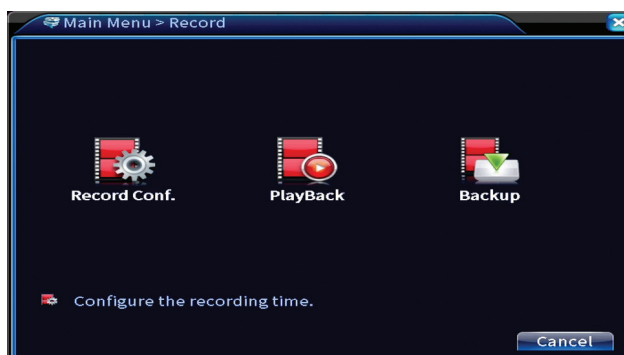 Main Menu > Record
Record Conf. PlayBack Backup
Configure the recording time.
Cancel